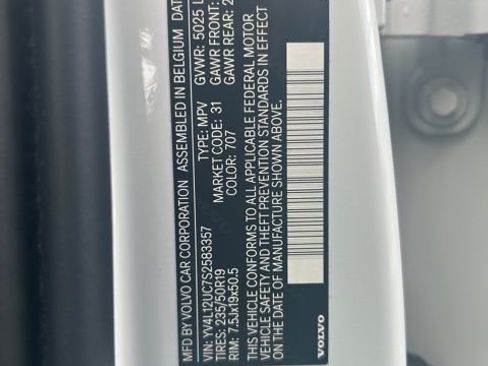 MFD BY VOLVO CAR CORPORATION ASSEMBLED IN BELGIUM DAT
VIN: YV4L12UC7S2583357 TYPE: MPV GVWR: 5025 L
TIRES: 235/50R19 MARKET CODE: 31 GAWR FRONT:
RIM: 7.5Jx19x50.5 COLOR: 707 GAWR REAR: 2
THIS VEHICLE CONFORMS TO ALL APPLICABLE FEDERAL MOTOR
VEHICLE SAFETY AND THEFT PREVENTION STANDARDS IN EFFECT
ON THE DATE OF MANUFACTURE SHOWN ABOVE.
VOLVO